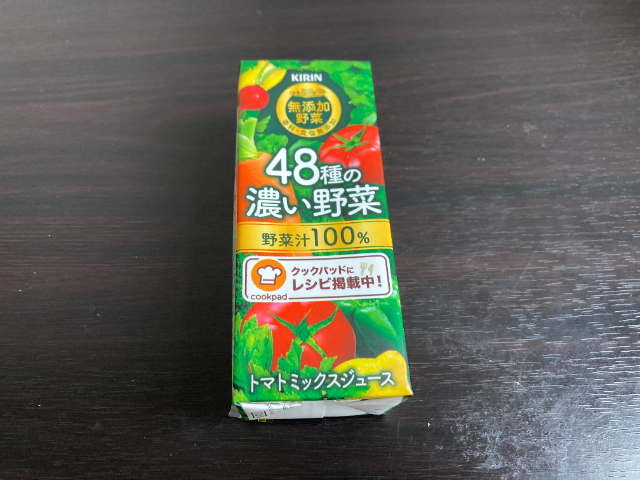 KIRIN
無添加
野菜
48種の
濃い野菜
野菜汁100%
クックパッドに
レシピ掲載中!
cookpad
トマトミックスジュース